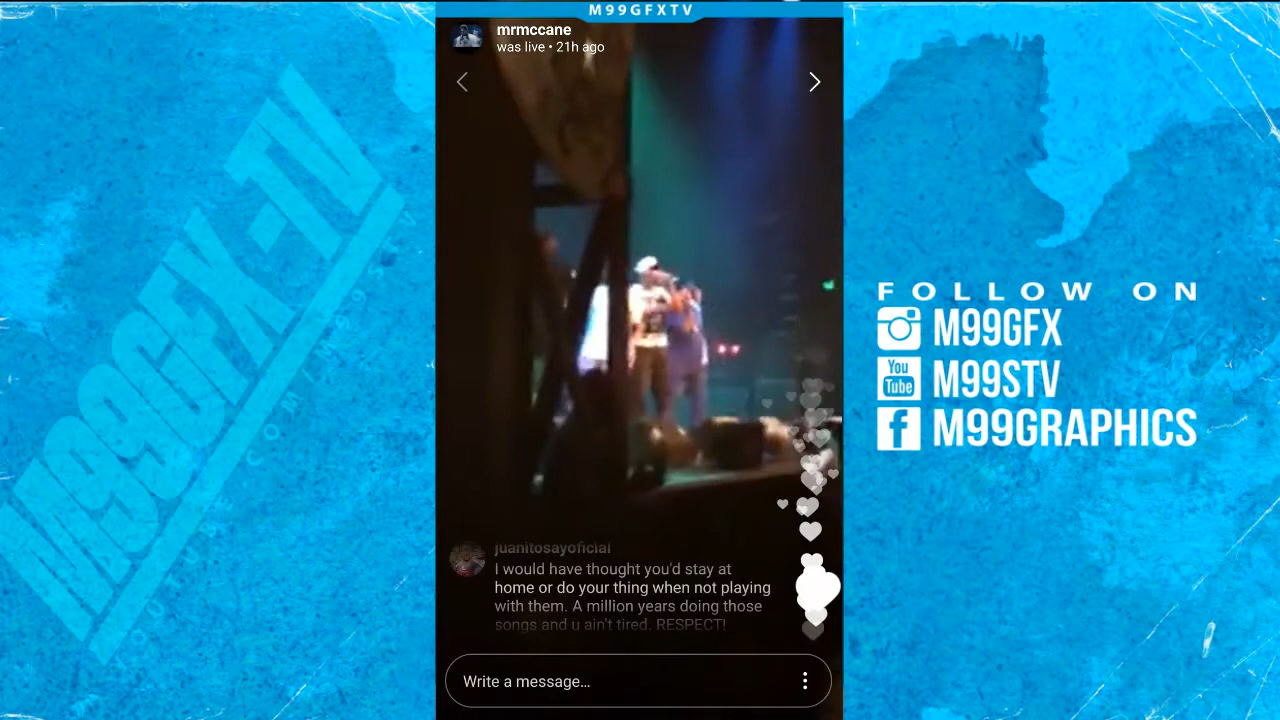 M99GFXTV
mrmccane
was live • 21h ago
M99GFX-TV
FOLLOW ON
M99GFX
You
Tube
M99STV
f
M99GRAPHICS
juanitosayoficial
I would have thought you'd stay at
home or do your thing when not playing
with them. A million years doing those
songs and u ain't tired. RESPECT!
Write a message...